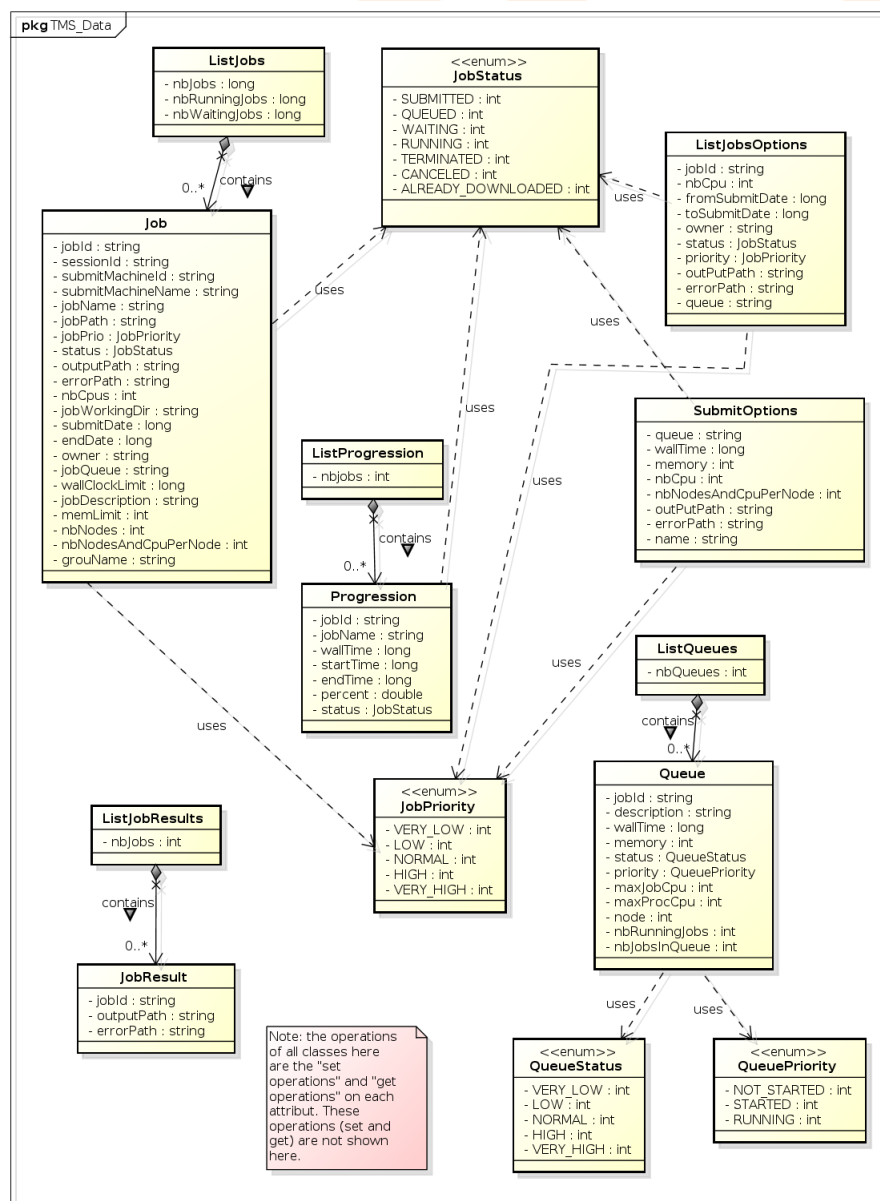 pkg TMS_Data
ListJobs
- nbJobs : long
- nbRunningJobs : long
- nbWaitingJobs : long
0..*
contains
<<enum>>
JobStatus
- SUBMITTED : int
- QUEUED : int
- WAITING : int
- RUNNING : int
- TERMINATED : int
- CANCELED : int
- ALREADY_DOWNLOADED : int
ListJobsOptions
- jobId : string
- nbCpu : int
- fromSubmitDate : long
- toSubmitDate : long
- owner : string
- status : JobStatus
- priority : JobPriority
- outPutPath : string
- errorPath : string
- queue : string
uses
Job
- jobId : string
- sessionId : string
- submitMachineId : string
- submitMachineName : string
- jobName : string
- jobPath : string
- jobPrio : JobPriority
- status : JobStatus
- outputPath : string
- errorPath : string
- nbCpus : int
- jobWorkingDir : string
- submitDate : long
- endDate : long
- owner : string
- jobQueue : string
- wallClockLimit : long
- jobDescription : string
- memLimit : int
- nbNodes : int
- nbNodesAndCpuPerNode : int
- grouName : string
uses
uses
uses
uses
SubmitOptions
- queue : string
- wallTime : long
- memory : int
- nbCpu : int
- nbNodesAndCpuPerNode : int
- outPutPath : string
- errorPath : string
- name : string
ListProgression
- nbjobs : int
contains
0..*
Progression
- jobId : string
- jobName : string
- wallTime : long
- startTime : long
- endTime : long
- percent : double
- status : JobStatus
uses
uses
ListQueues
- nbQueues : int
contains
0..*
<<enum>>
JobPriority
- VERY_LOW : int
- LOW : int
- NORMAL : int
- HIGH : int
- VERY_HIGH : int
Queue
- jobId : string
- description : string
- wallTime : long
- memory : int
- status : QueueStatus
- priority : QueuePriority
- maxJobCpu : int
- maxProcCpu : int
- node : int
- nbRunningJobs : int
- nbJobsInQueue : int
ListJobResults
- nbJobs : int
contains
0..*
JobResult
- jobId : string
- outputPath : string
- errorPath : string
Note: the operations
of all classes here
are the "set
operations" and "get
operations" on each
attribut. These
operations (set and
get) are not shown
here.
uses
uses
<<enum>>
QueueStatus
- VERY_LOW : int
- LOW : int
- NORMAL : int
- HIGH : int
- VERY_HIGH : int
<<enum>>
QueuePriority
- NOT_STARTED : int
- STARTED : int
- RUNNING : int